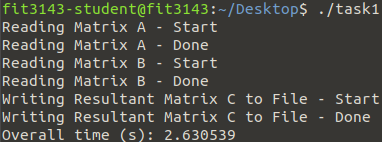 fit3143-student@fit3143:~/Desktop$ ./task1
Reading Matrix A - Start
Reading Matrix A - Done
Reading Matrix B - Start
Reading Matrix B - Done
Writing Resultant Matrix C to File - Start
Writing Resultant Matrix C to File - Done
Overall time (s): 2.630539